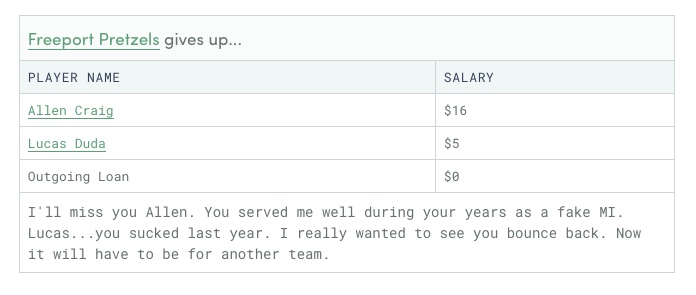 Freeport Pretzels gives up...
PLAYER NAME SALARY
Allen Craig $16
Lucas Duda $5
Outgoing Loan $0
I'll miss you Allen. You served me well during your years as a fake MI.
Lucas...you sucked last year. I really wanted to see you bounce back. Now
it will have to be for another team.